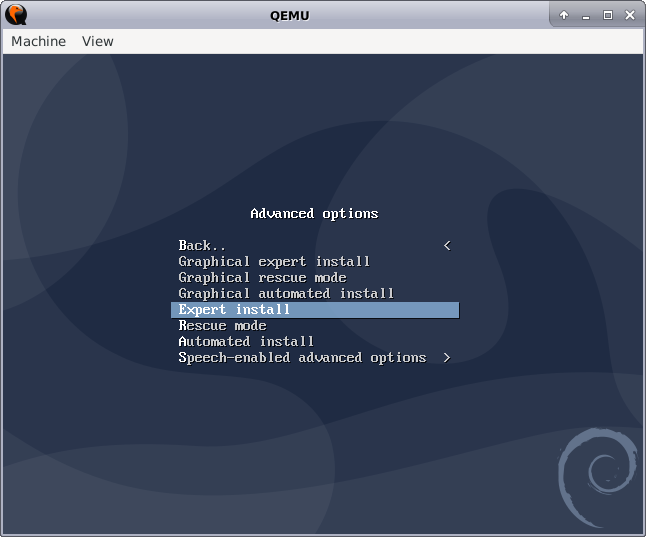 QEMU
Machine View
Advanced options
Back.. <
Graphical expert install
Graphical rescue mode
Graphical automated install
Expert install
Rescue mode
Automated install
Speech-enabled advanced options >